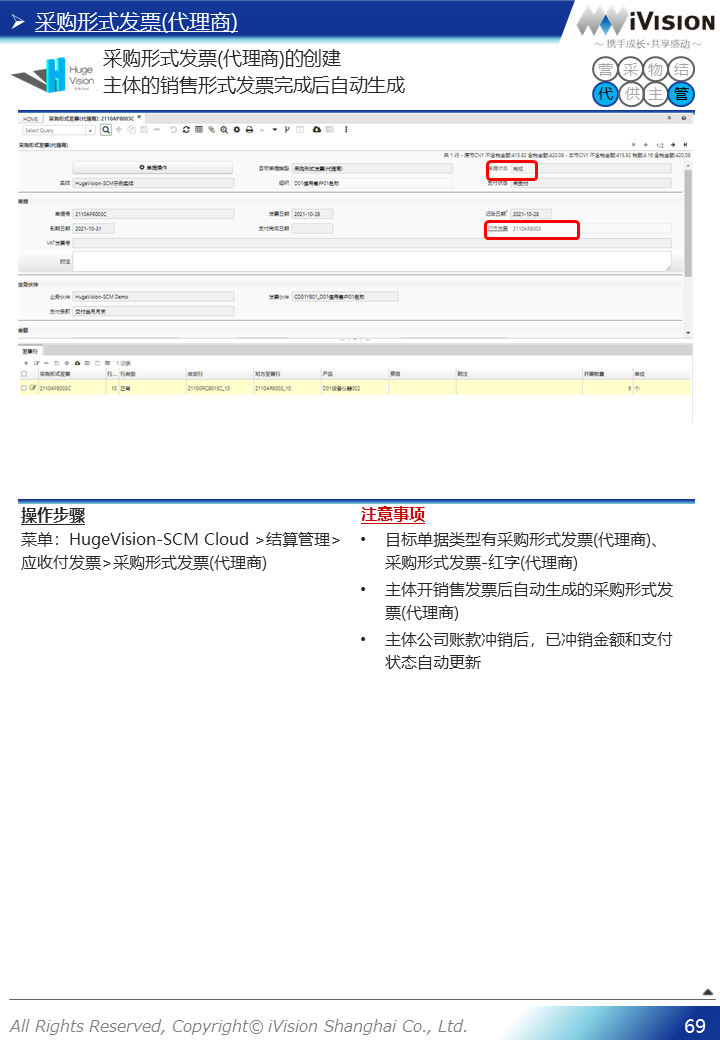 采购形式发票(代理商)
iVISION
～ 携手成长·共享感动 ～
Huge
Vision
采购形式发票(代理商)的创建
主体的销售形式发票完成后自动生成
营 采 物 结
代 供 主 管
HOME 采购形式发票(代理商): 2110AP8003C
Select Query
1/2
采购形式发票(代理商)
共 1 行 - 原币CNY 不含税金额:415.92 含税金额:420.08 - 本币CNY 不含税金额:415.92 税额:4.16 含税金额:420.08
单据操作 目标单据类型 采购形式发票(代理商) 单据状态 完成
实体 HugeVision-SCM示例实体 组织 D01信用客户01名称 支付状态 未支付
单据
单据号 2110AP8003C 发票日期 2021-10-28 记账日期 2021-10-28
到期日期 2021-10-31 支付完成日期 对方发票 2110AR8003
VAT发票号
附注
业务伙伴
业务伙伴 HugeVision-SCM Demo 发票伙伴 CD01YB01_D01信用客户01名称
支付条款 交付当月月末
金额
发票行
1 记录
采购形式发票 行... 行类型 收货行 对方发票行 产品 费用 附注 开票数量 单位
2110AP8003C 10 正常 2110GRC8015C_10 2110AR8003_10 D01设备仪器002 6 个
操作步骤
菜单：HugeVision-SCM Cloud >结算管理>
应收付发票>采购形式发票(代理商)
注意事项
• 目标单据类型有采购形式发票(代理商)、
采购形式发票-红字(代理商)
• 主体开销售发票后自动生成的采购形式发
票(代理商)
• 主体公司账款冲销后，已冲销金额和支付
状态自动更新
All Rights Reserved, Copyright© iVision Shanghai Co., Ltd.
69